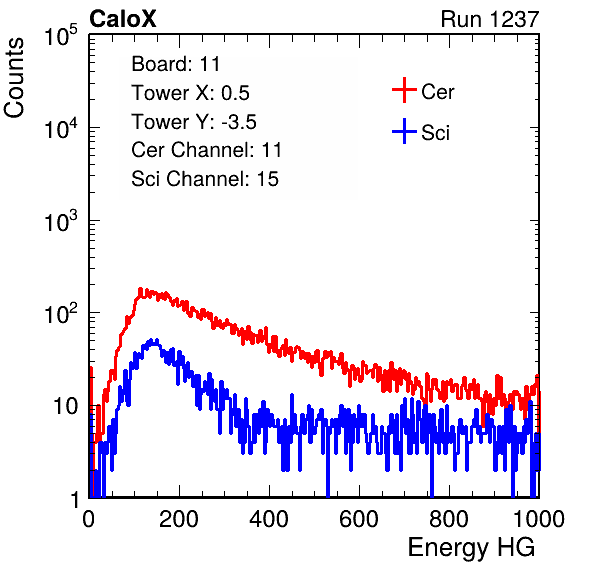 CaloX Run 1237
Counts
Board: 11
Tower X: 0.5
Tower Y: -3.5
Cer Channel: 11
Sci Channel: 15
Cer
Sci
10^5
10^4
10^3
10^2
10
1
0 200 400 600 800 1000
Energy HG